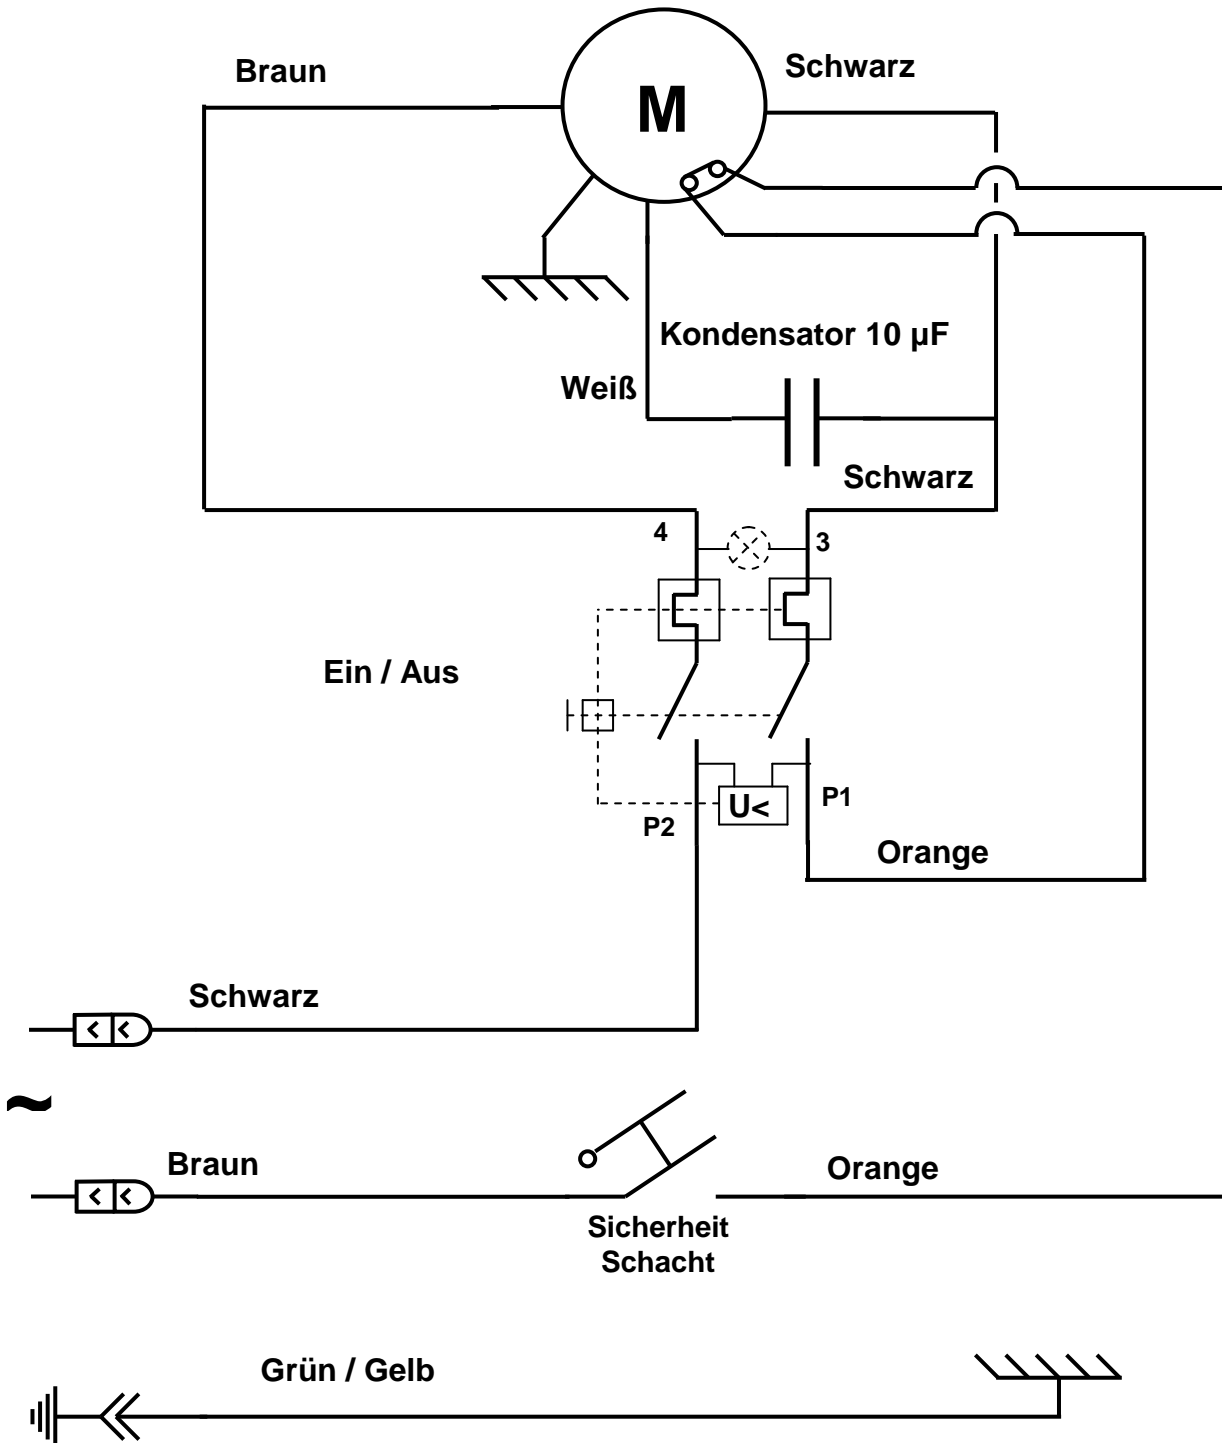 Braun
Schwarz
M
Kondensator 10 µF
Weiß
Schwarz
4
3
Ein / Aus
U<
P1
P2
Orange
Schwarz
~
Braun
Orange
Sicherheit
Schacht
Grün / Gelb